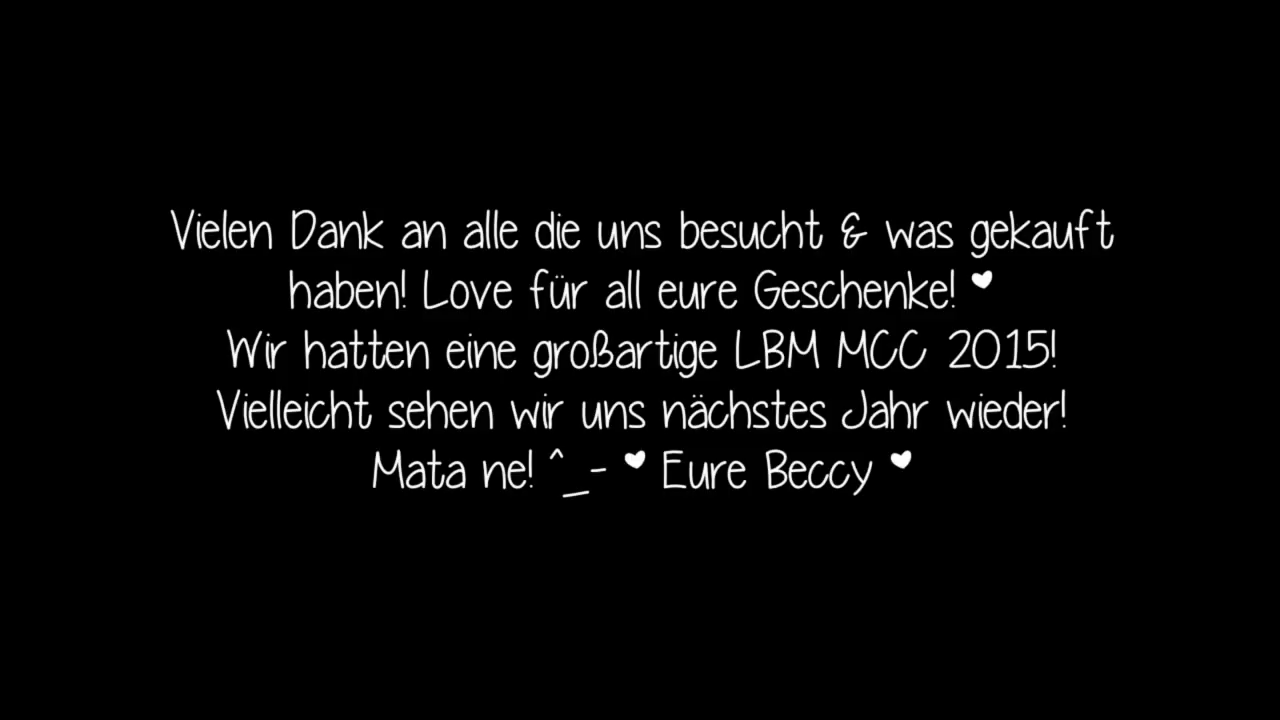 Vielen Dank an alle die uns besucht & was gekauft
haben! Love für all eure Geschenke! ♥
Wir hatten eine großartige LBM MCC 2015!
Vielleicht sehen wir uns nächstes Jahr wieder!
Mata ne! ^_- ♥ Eure Beccy ♥